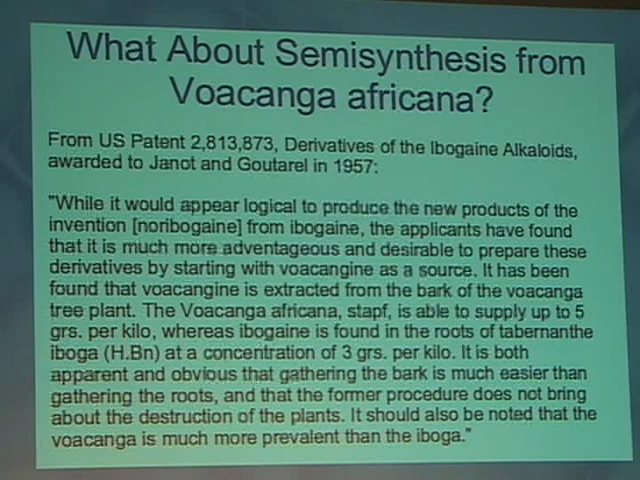 What About Semisynthesis from
Voacanga africana?
From US Patent 2,813,873, Derivatives of the Ibogaine Alkaloids,
awarded to Janot and Goutarel in 1957:
"While it would appear logical to produce the new products of the
invention [noribogaine] from ibogaine, the applicants have found
that it is much more adventageous and desirable to prepare these
derivatives by starting with voacangine as a source. It has been
found that voacangine is extracted from the bark of the voacanga
tree plant. The Voacanga africana, stapf, is able to supply up to 5
grs. per kilo, whereas ibogaine is found in the roots of tabernanthe
iboga (H.Bn) at a concentration of 3 grs. per kilo. It is both
apparent and obvious that gathering the bark is much easier than
gathering the roots, and that the former procedure does not bring
about the destruction of the plants. It should also be noted that the
voacanga is much more prevalent than the iboga."